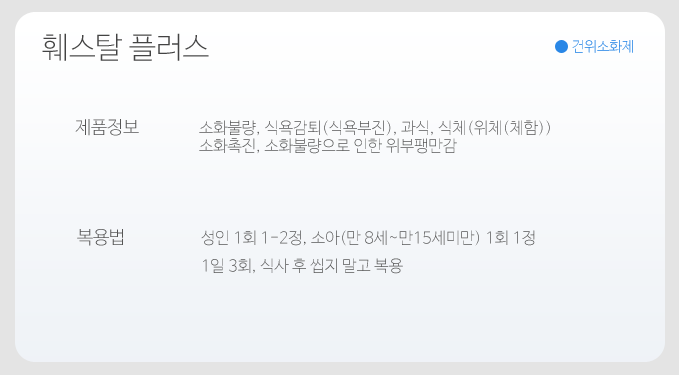 훼스탈 플러스
건위소화제
제품정보
소화불량, 식욕감퇴(식욕부진), 과식, 식체(위체(체함))
소화촉진, 소화불량으로 인한 위부팽만감
복용법
성인 1회 1-2정, 소아(만 8세~만15세미만) 1회 1정
1일 3회, 식사 후 씹지 말고 복용